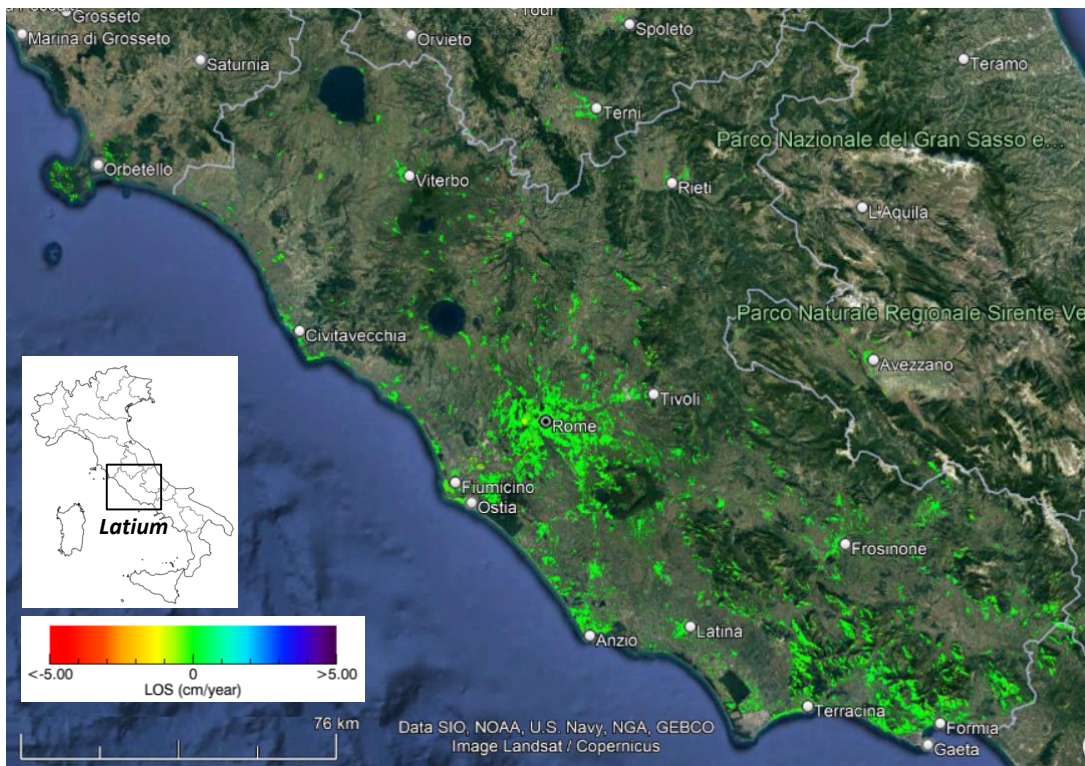 Grosseto
Marina di Grosseto
Saturnia
Orvieto
Todi
Spoleto
Teramo
Terni
Parco Nazionale del Gran Sasso e...
Orbetello
Viterbo
Rieti
L'Aquila
Parco Naturale Regionale Sirente-Ve
Civitavecchia
Avezzano
Tivoli
Rome
Fiumicino
Ostia
Latium
Frosinone
Anzio
Latina
<-5.00 0 >5.00
LOS (cm/year)
Terracina
Formia
Gaeta
76 km
Data SIO, NOAA, U.S. Navy, NGA, GEBCO
Image Landsat / Copernicus